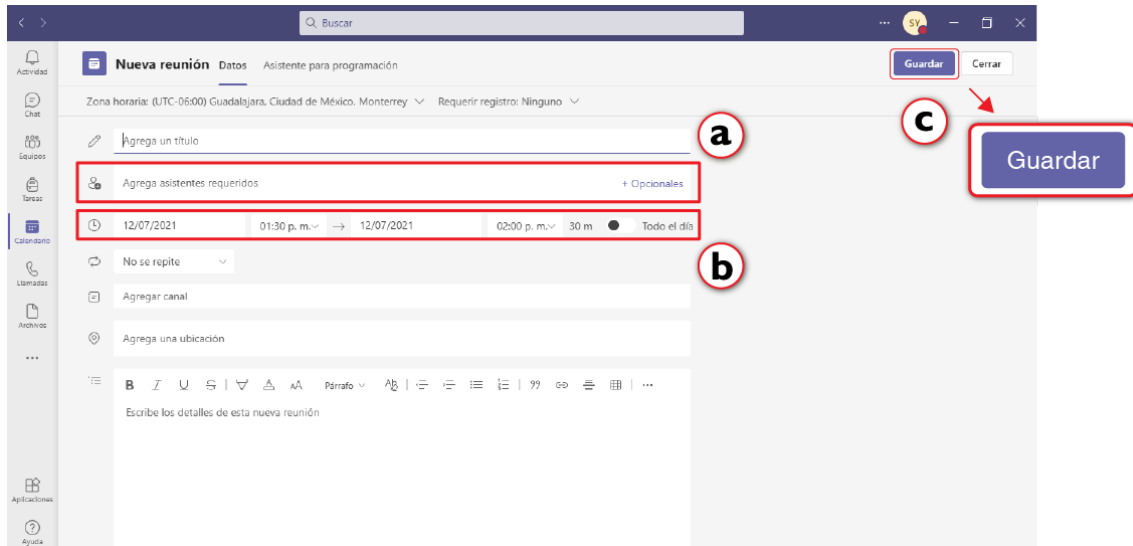 Buscar
SY
Actividad
Chat
Equipos
Tareas
Calendario
Llamadas
Archivos
Aplicaciones
Ayuda
Nueva reunión Datos Asistente para programación
Guardar Cerrar
Zona horaria: (UTC-06:00) Guadalajara, Ciudad de México, Monterrey Requerir registro: Ninguno
Agrega un título
a
c
Guardar
Agrega asistentes requeridos + Opcionales
12/07/2021 01:30 p. m. → 12/07/2021 02:00 p. m. 30 m Todo el día
b
No se repite
Agregar canal
Agrega una ubicación
B I U S A AA Párrafo Ab 99 ...
Escribe los detalles de esta nueva reunión